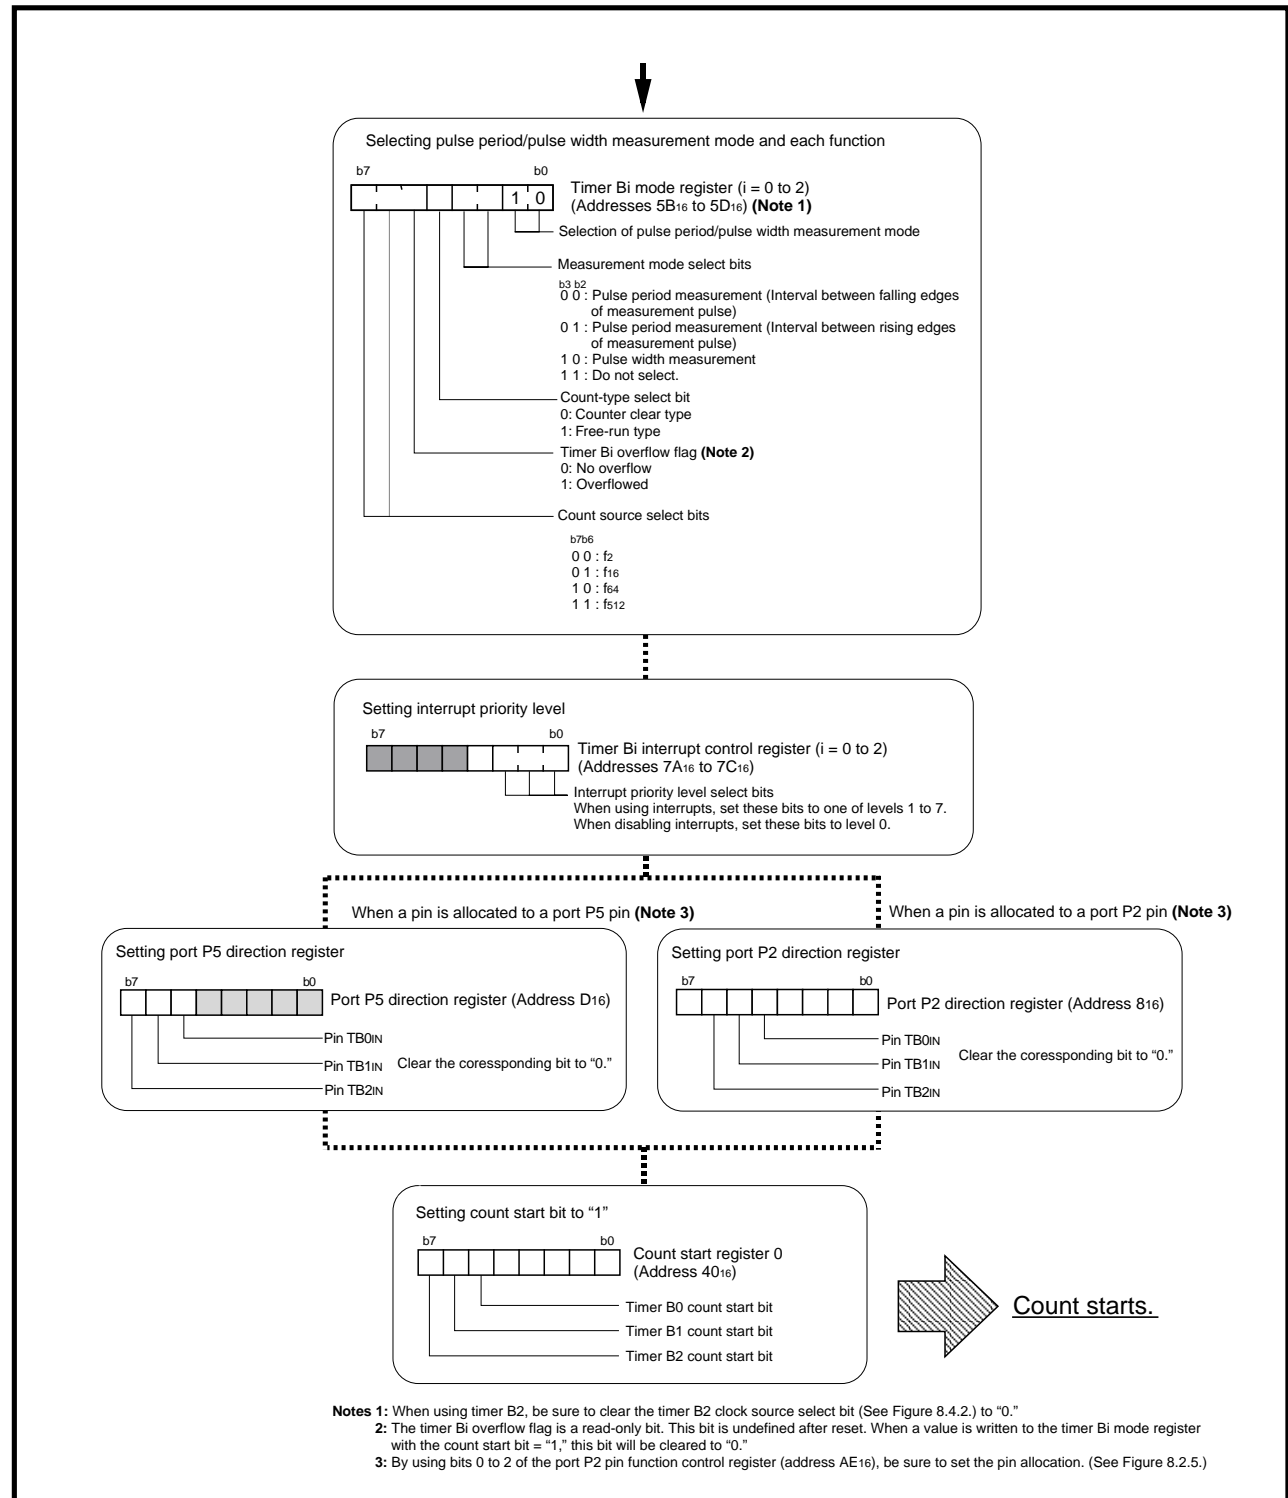 Selecting pulse period/pulse width measurement mode and each function
b7 b0
1 0
Timer Bi mode register (i = 0 to 2)
(Addresses 5B16 to 5D16) (Note 1)
Selection of pulse period/pulse width measurement mode
Measurement mode select bits
b3 b2
0 0 : Pulse period measurement (Interval between falling edges
of measurement pulse)
0 1 : Pulse period measurement (Interval between rising edges
of measurement pulse)
1 0 : Pulse width measurement
1 1 : Do not select.
Count-type select bit
0: Counter clear type
1: Free-run type
Timer Bi overflow flag (Note 2)
0: No overflow
1: Overflowed
Count source select bits
b7b6
0 0 : f2
0 1 : f16
1 0 : f64
1 1 : f512
Setting interrupt priority level
b7 b0
Timer Bi interrupt control register (i = 0 to 2)
(Addresses 7A16 to 7C16)
Interrupt priority level select bits
When using interrupts, set these bits to one of levels 1 to 7.
When disabling interrupts, set these bits to level 0.
When a pin is allocated to a port P5 pin (Note 3)
Setting port P5 direction register
b7 b0
Port P5 direction register (Address D16)
Pin TB0IN
Pin TB1IN Clear the coressponding bit to “0.”
Pin TB2IN
When a pin is allocated to a port P2 pin (Note 3)
Setting port P2 direction register
b7 b0
Port P2 direction register (Address 816)
Pin TB0IN
Clear the coressponding bit to “0.”
Pin TB1IN
Pin TB2IN
Setting count start bit to “1”
b7 b0
Count start register 0
(Address 4016)
Timer B0 count start bit
Timer B1 count start bit
Timer B2 count start bit
Count starts.
Notes 1: When using timer B2, be sure to clear the timer B2 clock source select bit (See Figure 8.4.2.) to “0.”
2: The timer Bi overflow flag is a read-only bit. This bit is undefined after reset. When a value is written to the timer Bi mode register
with the count start bit = “1,” this bit will be cleared to “0.”
3: By using bits 0 to 2 of the port P2 pin function control register (address AE16), be sure to set the pin allocation. (See Figure 8.2.5.)